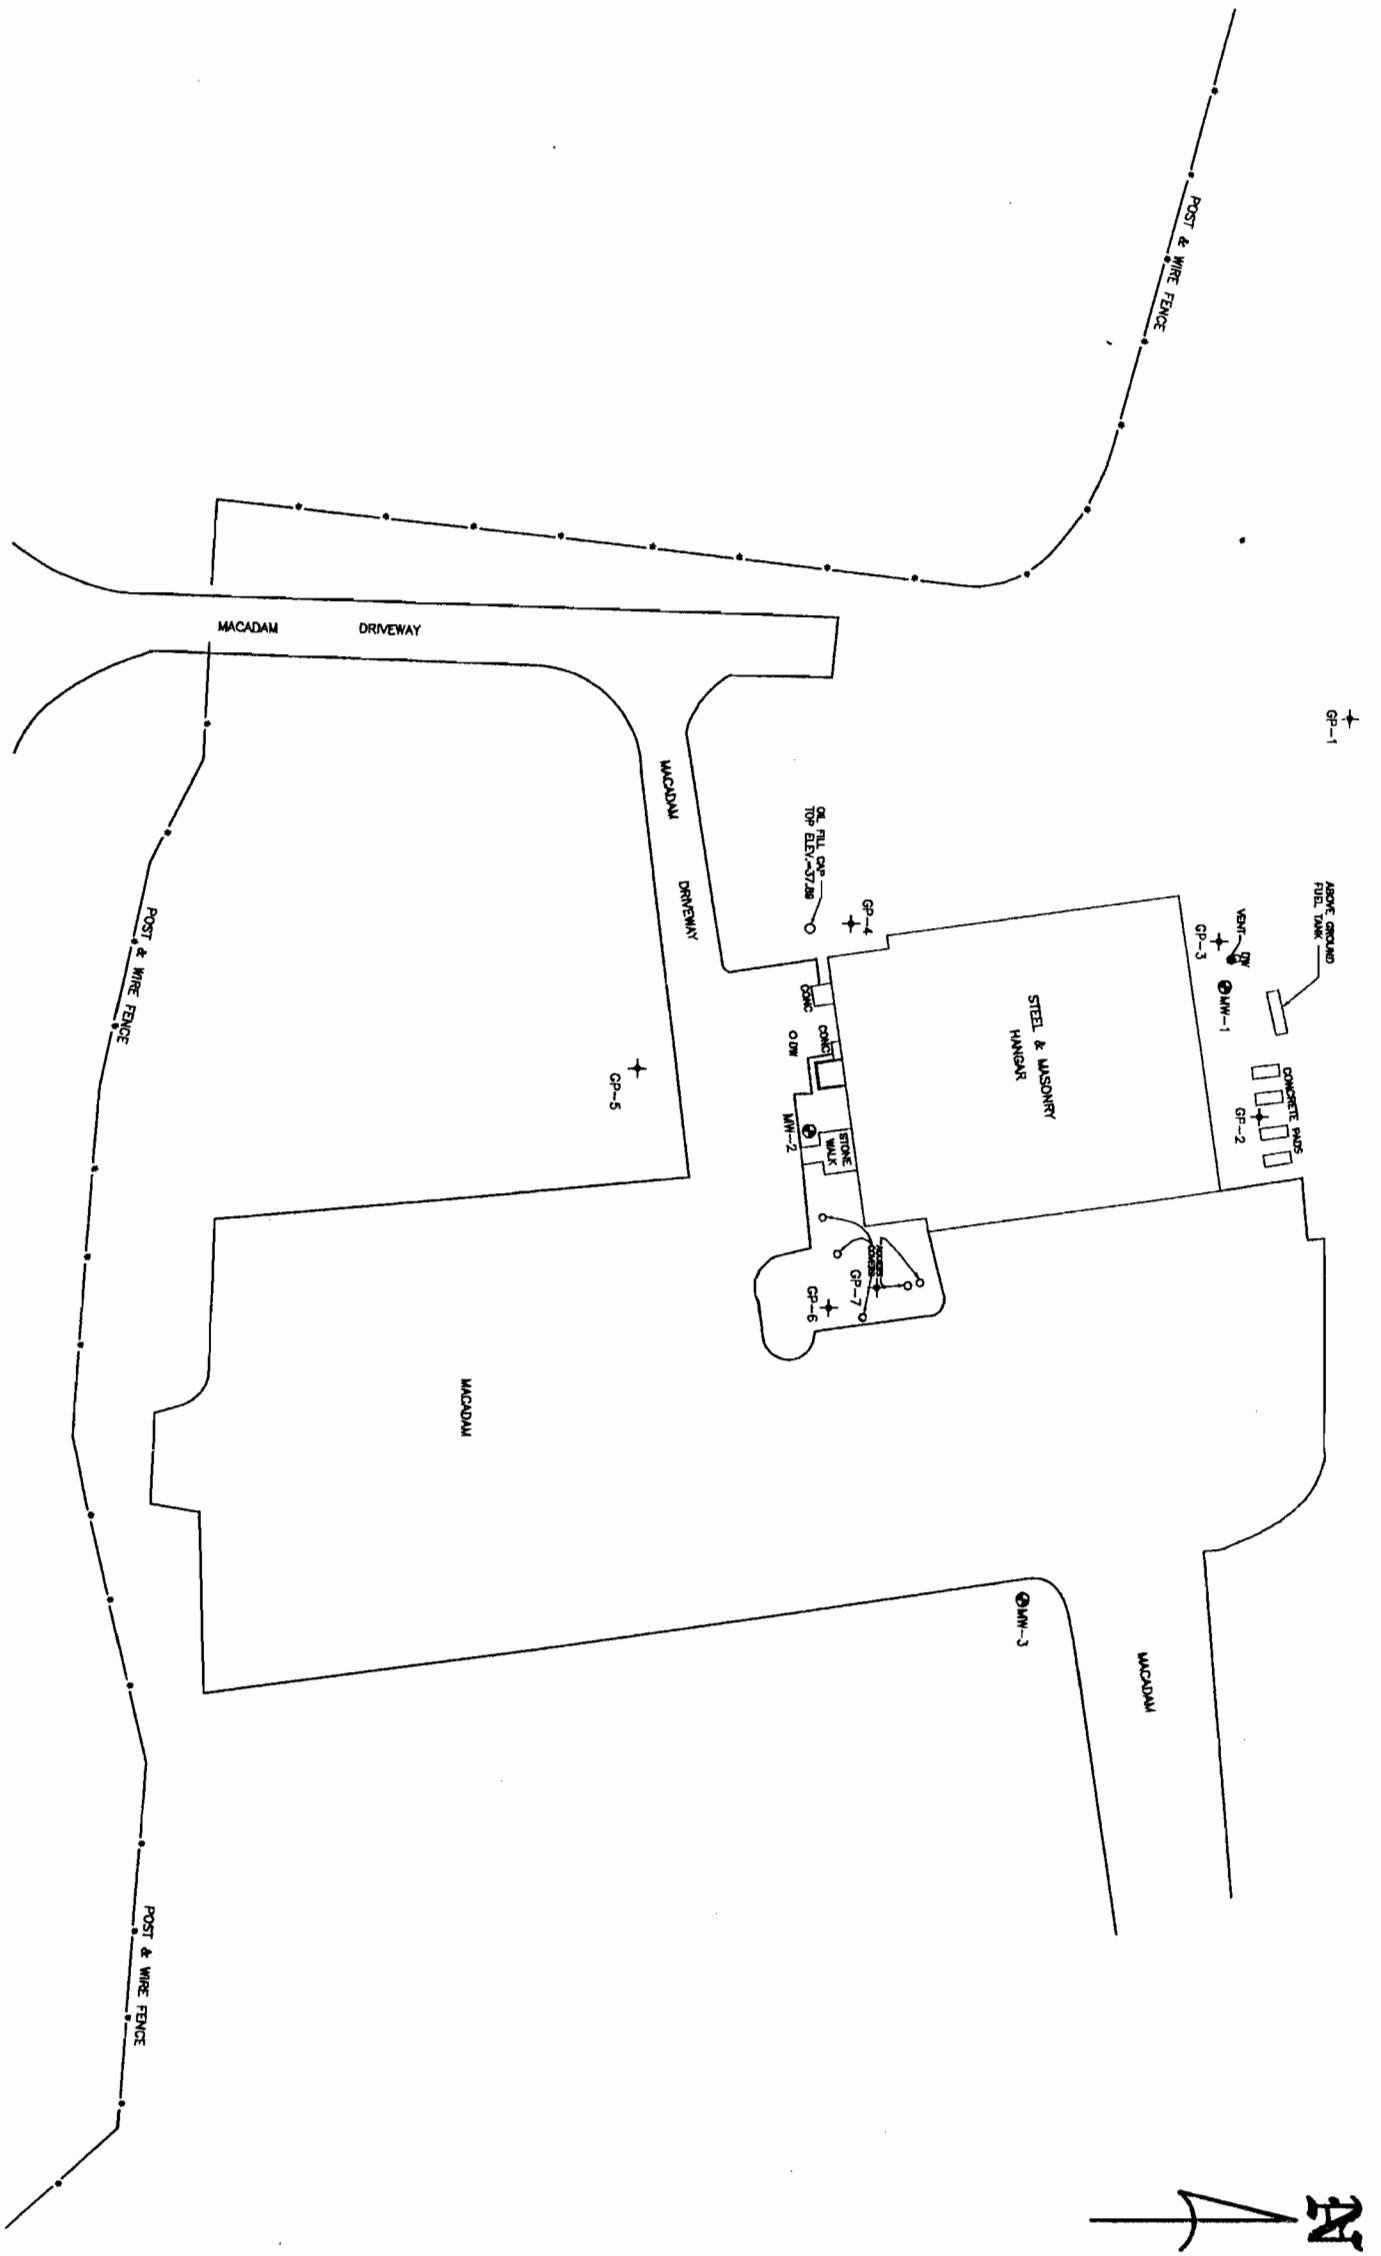 N
GP-1
ABOVE GROUND
FUEL TANK
CONCRETE PADS
VENT
DW
GP-2
MW-1
GP-3
POST & WIRE FENCE
STEEL & MASONRY
HANGAR
MACADAM
MW-3
GP-4
ACCESS
COVERS
GP-7
STONE
WALK
CONC
OIL FILL CAP
TOP ELEV.=37.89
CONC
GP-6
DW
MW-2
MACADAM DRIVEWAY
GP-5
MACADAM
MACADAM DRIVEWAY
POST & WIRE FENCE
POST & WIRE FENCE